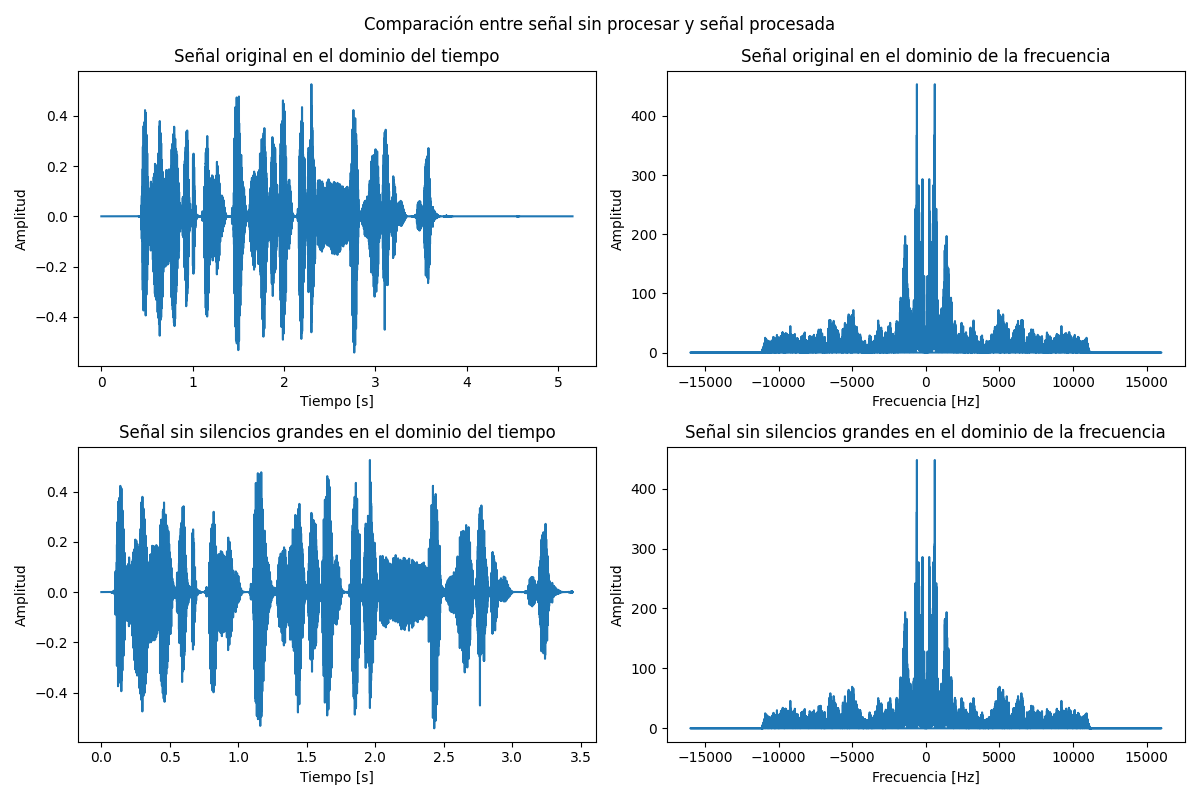 Comparación entre señal sin procesar y señal procesada
Señal original en el dominio del tiempo
Amplitud
0.4
0.2
0.0
−0.2
−0.4
0 1 2 3 4 5
Tiempo [s]
Señal original en el dominio de la frecuencia
Amplitud
400
300
200
100
0
−15000 −10000 −5000 0 5000 10000 15000
Frecuencia [Hz]
Señal sin silencios grandes en el dominio del tiempo
Amplitud
0.4
0.2
0.0
−0.2
−0.4
0.0 0.5 1.0 1.5 2.0 2.5 3.0 3.5
Tiempo [s]
Señal sin silencios grandes en el dominio de la frecuencia
Amplitud
400
300
200
100
0
−15000 −10000 −5000 0 5000 10000 15000
Frecuencia [Hz]